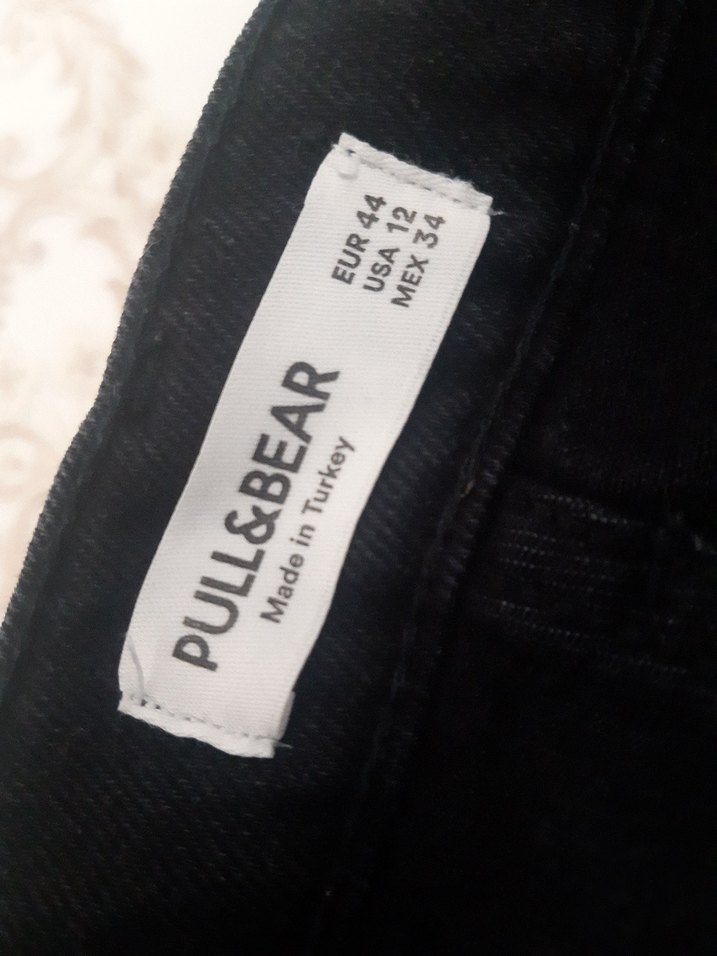 PULL&BEAR
Made in Turkey
EUR 44
USA 12
MEX 34